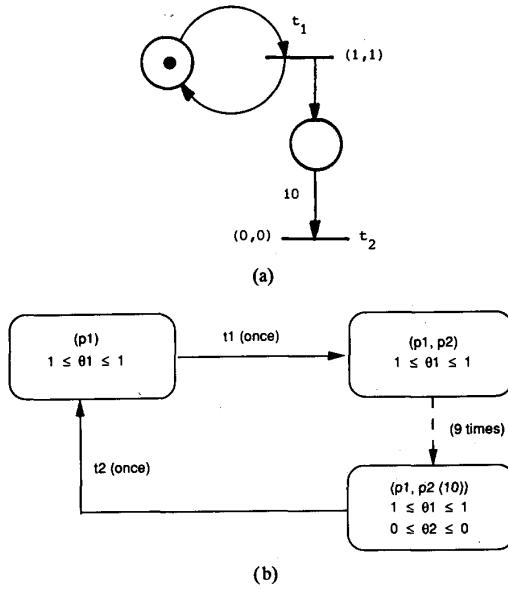 t1
(1,1)
10
(0,0)
t2
(a)
(p1)
1 ≤ θ1 ≤ 1
t1 (once)
(p1, p2)
1 ≤ θ1 ≤ 1
(9 times)
t2 (once)
(p1, p2 (10))
1 ≤ θ1 ≤ 1
0 ≤ θ2 ≤ 0
(b)